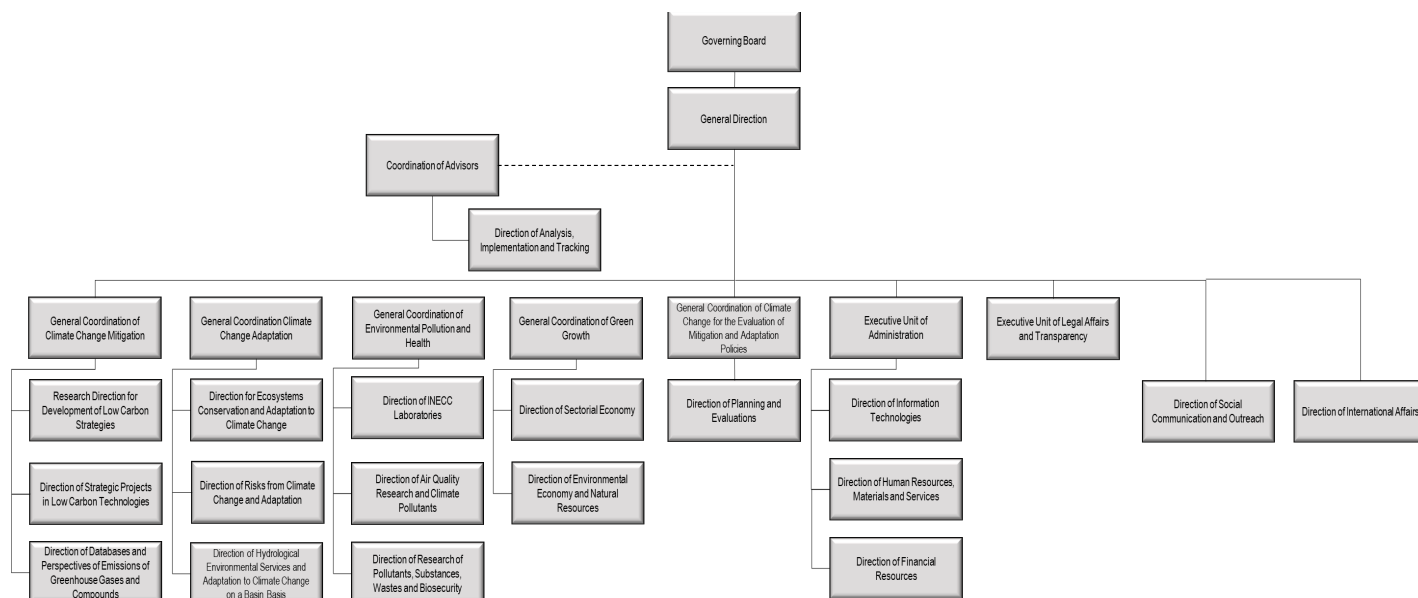 Governing Board
General Direction
Coordination of Advisors
Direction of Analysis,
Implementation and Tracking
General Coordination of
Climate Change Mitigation
General Coordination Climate
Change Adaptation
General Coordination of
Environmental Pollution and
Health
General Coordination of Green
Growth
General Coordination of Climate
Change for the Evaluation of
Mitigation and Adaptation
Policies
Executive Unit of
Administration
Executive Unit of Legal Affairs
and Transparency
Research Direction for
Development of Low Carbon
Strategies
Direction for Ecosystems
Conservation and Adaptation to
Climate Change
Direction of INECC
Laboratories
Direction of Sectorial Economy
Direction of Planning and
Evaluations
Direction of Information
Technologies
Direction of Social
Communication and Outreach
Direction of International Affairs
Direction of Strategic Projects
in Low Carbon Technologies
Direction of Risks from Climate
Change and Adaptation
Direction of Air Quality
Research and Climate
Pollutants
Direction of Environmental
Economy and Natural
Resources
Direction of Human Resources,
Materials and Services
Direction of Databases and
Perspectives of Emissions of
Greenhouse Gases and
Compounds
Direction of Hydrological
Environmental Services and
Adaptation to Climate Change
on a Basin Basis
Direction of Research of
Pollutants, Substances,
Wastes and Biosecurity
Direction of Financial
Resources